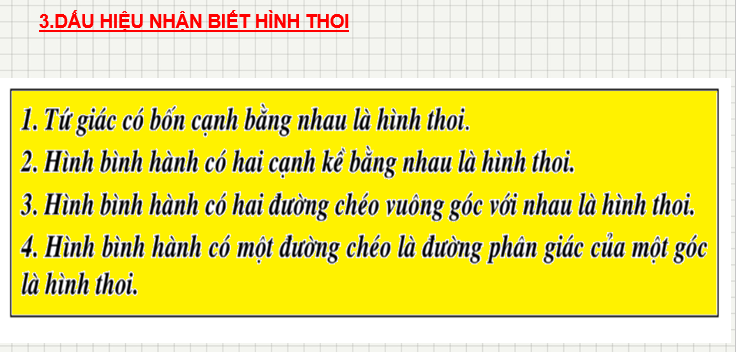 3.DẤU HIỆU NHẬN BIẾT HÌNH THOI
1. Tứ giác có bốn cạnh bằng nhau là hình thoi.
2. Hình bình hành có hai cạnh kề bằng nhau là hình thoi.
3. Hình bình hành có hai đường chéo vuông góc với nhau là hình thoi.
4. Hình bình hành có một đường chéo là đường phân giác của một góc
là hình thoi.